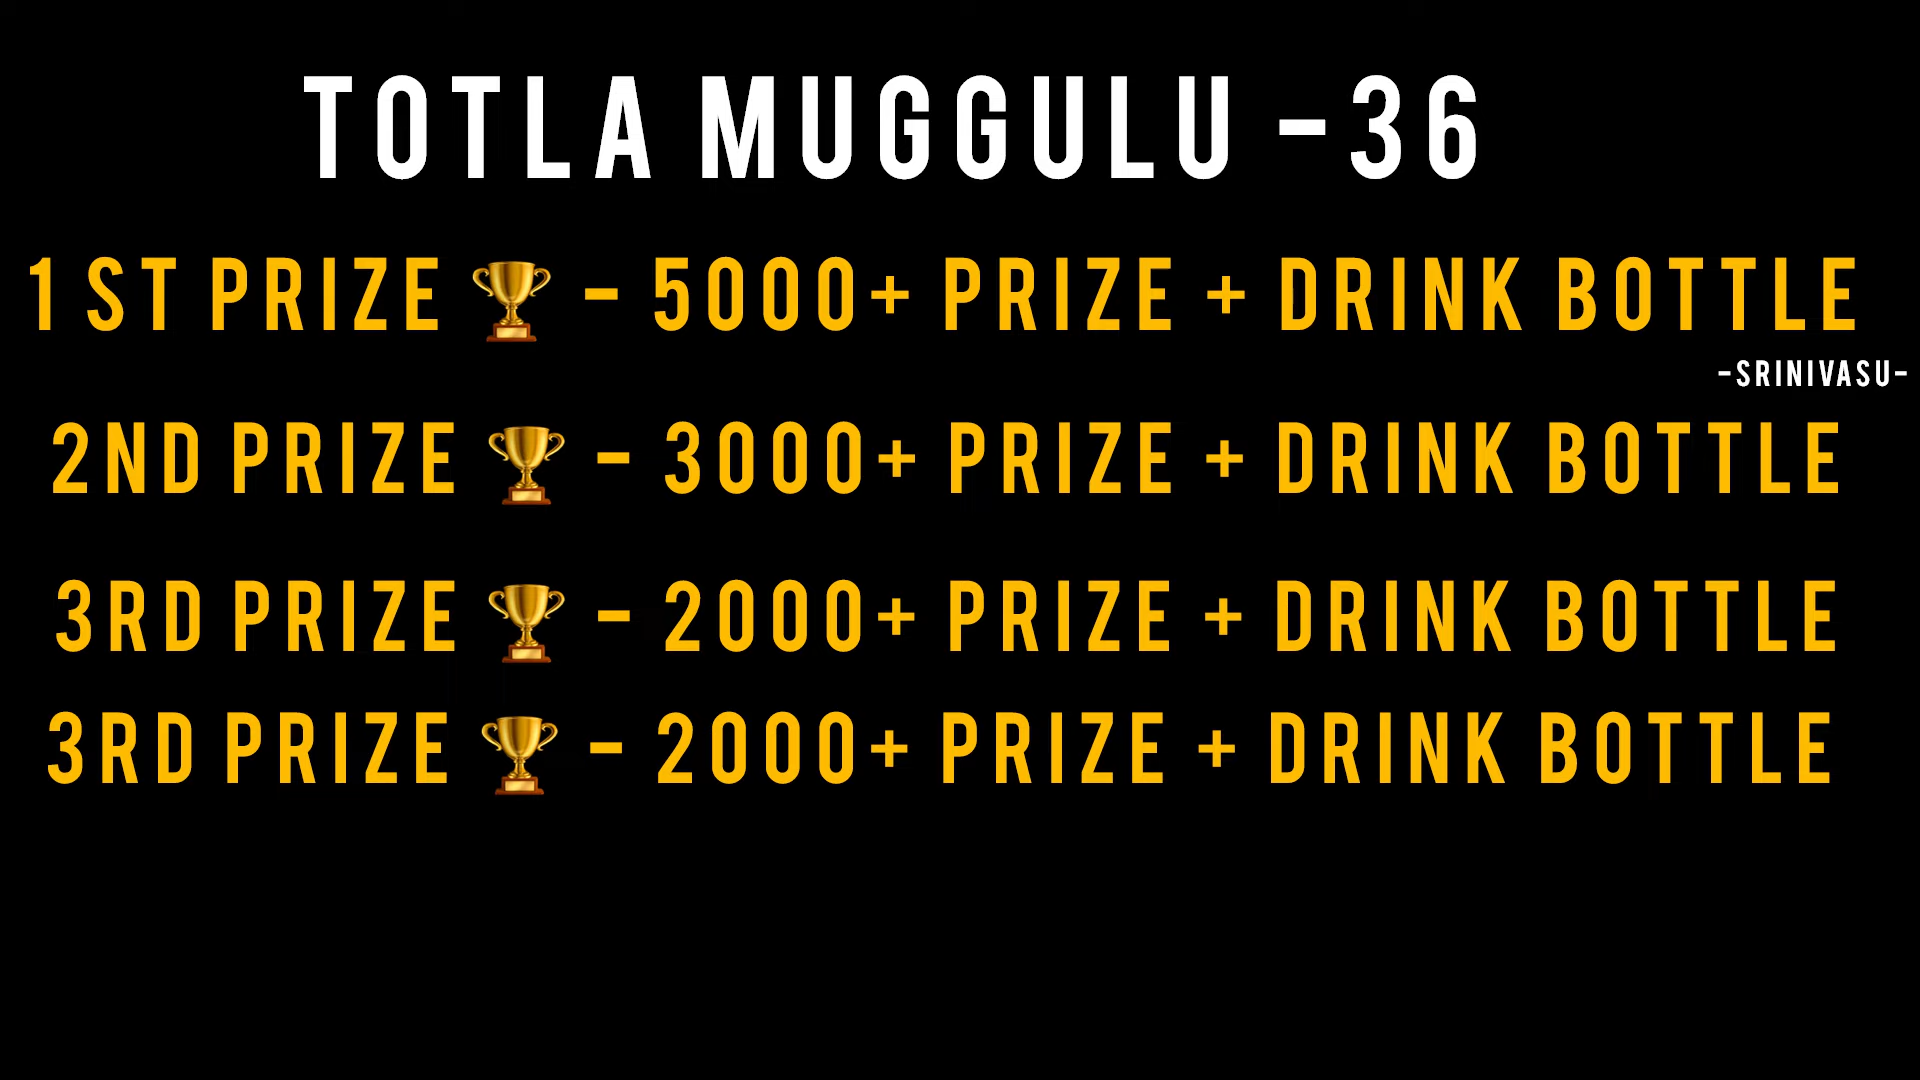 TOTLA MUGGULU -36
1 ST PRIZE 🏆 - 5000+ PRIZE + DRINK BOTTLE
-SRINIVASU-
2ND PRIZE 🏆 - 3000+ PRIZE + DRINK BOTTLE
3RD PRIZE 🏆 - 2000+ PRIZE + DRINK BOTTLE
3RD PRIZE 🏆 - 2000+ PRIZE + DRINK BOTTLE